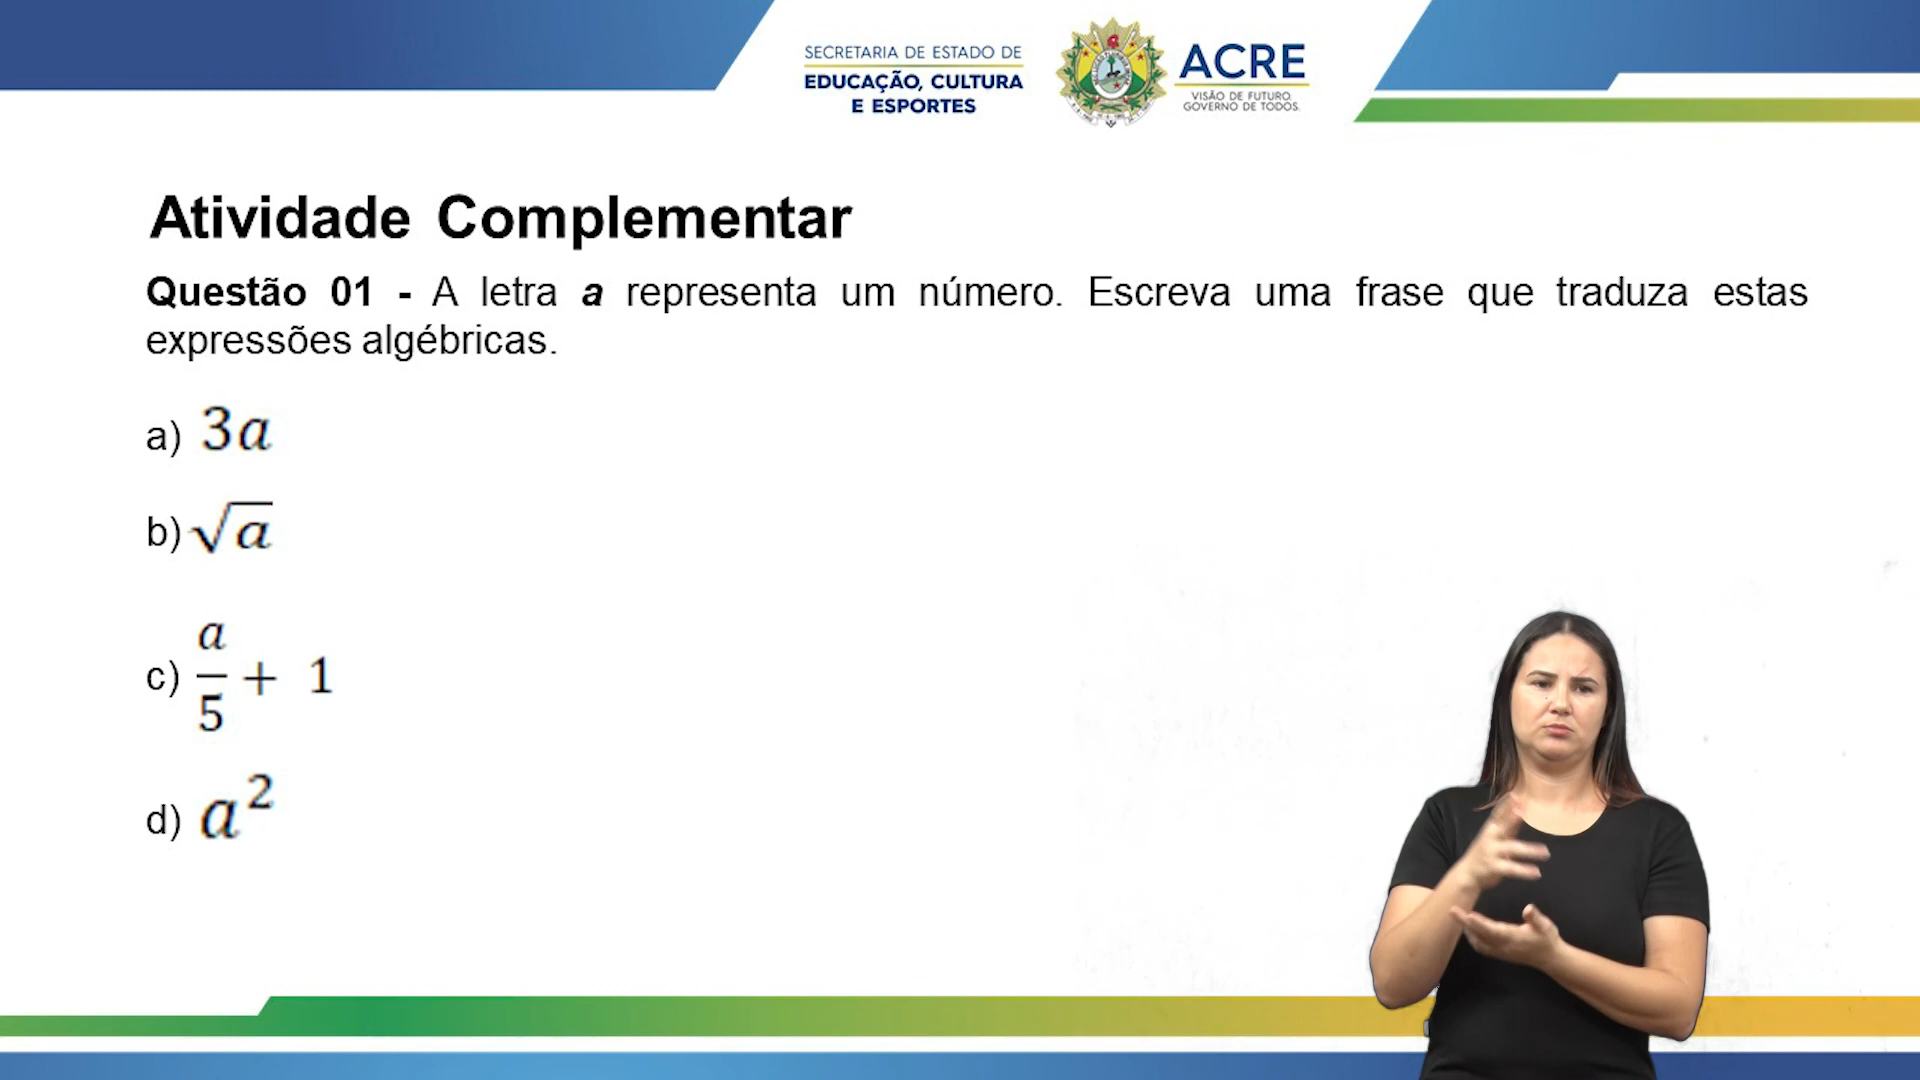 SECRETARIA DE ESTADO DE
EDUCAÇÃO, CULTURA
E ESPORTES
ACRE
VISÃO DE FUTURO.
GOVERNO DE TODOS.
Atividade Complementar
Questão 01 - A letra a representa um número. Escreva uma frase que traduza estas
expressões algébricas.
a) 3a
b) √a
c) a/5 + 1
d) a²